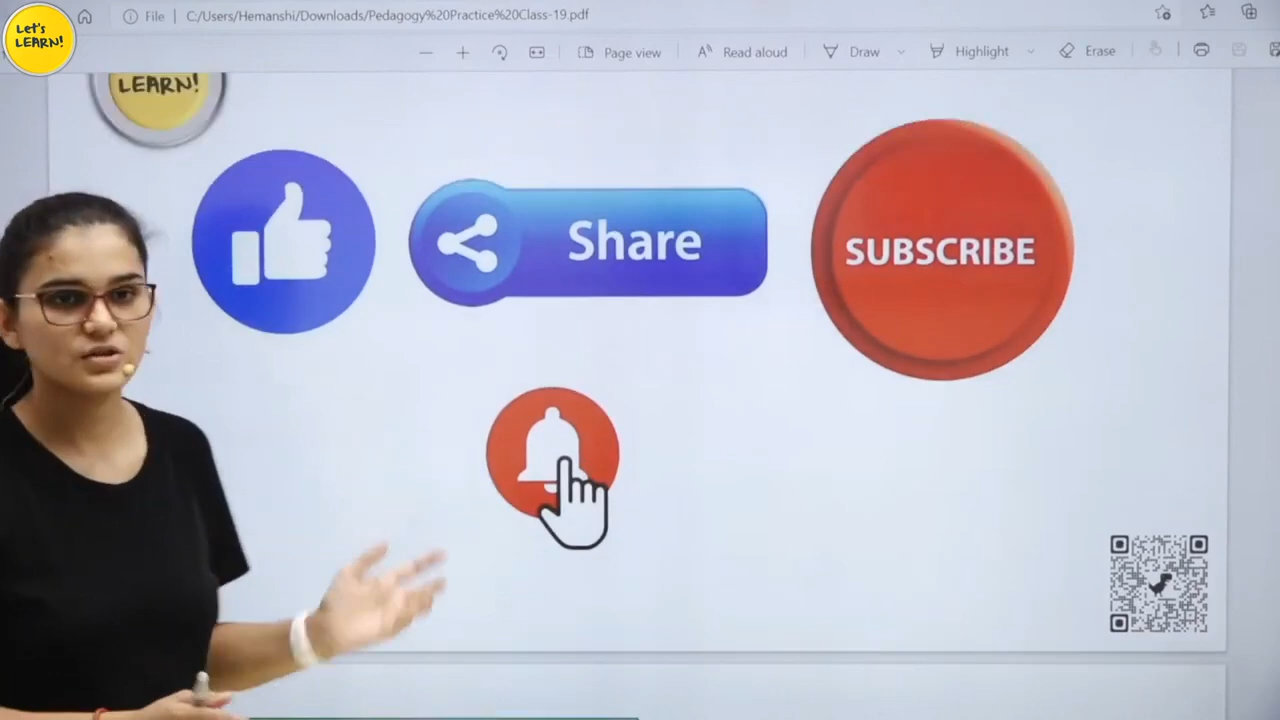 Let's
LEARN!
File
C:/Users/Hemanshi/Downloads/Pedagogy%20Practice%20Class-19.pdf
Page view
Read aloud
Draw
Highlight
Erase
LEARN!
Share
SUBSCRIBE